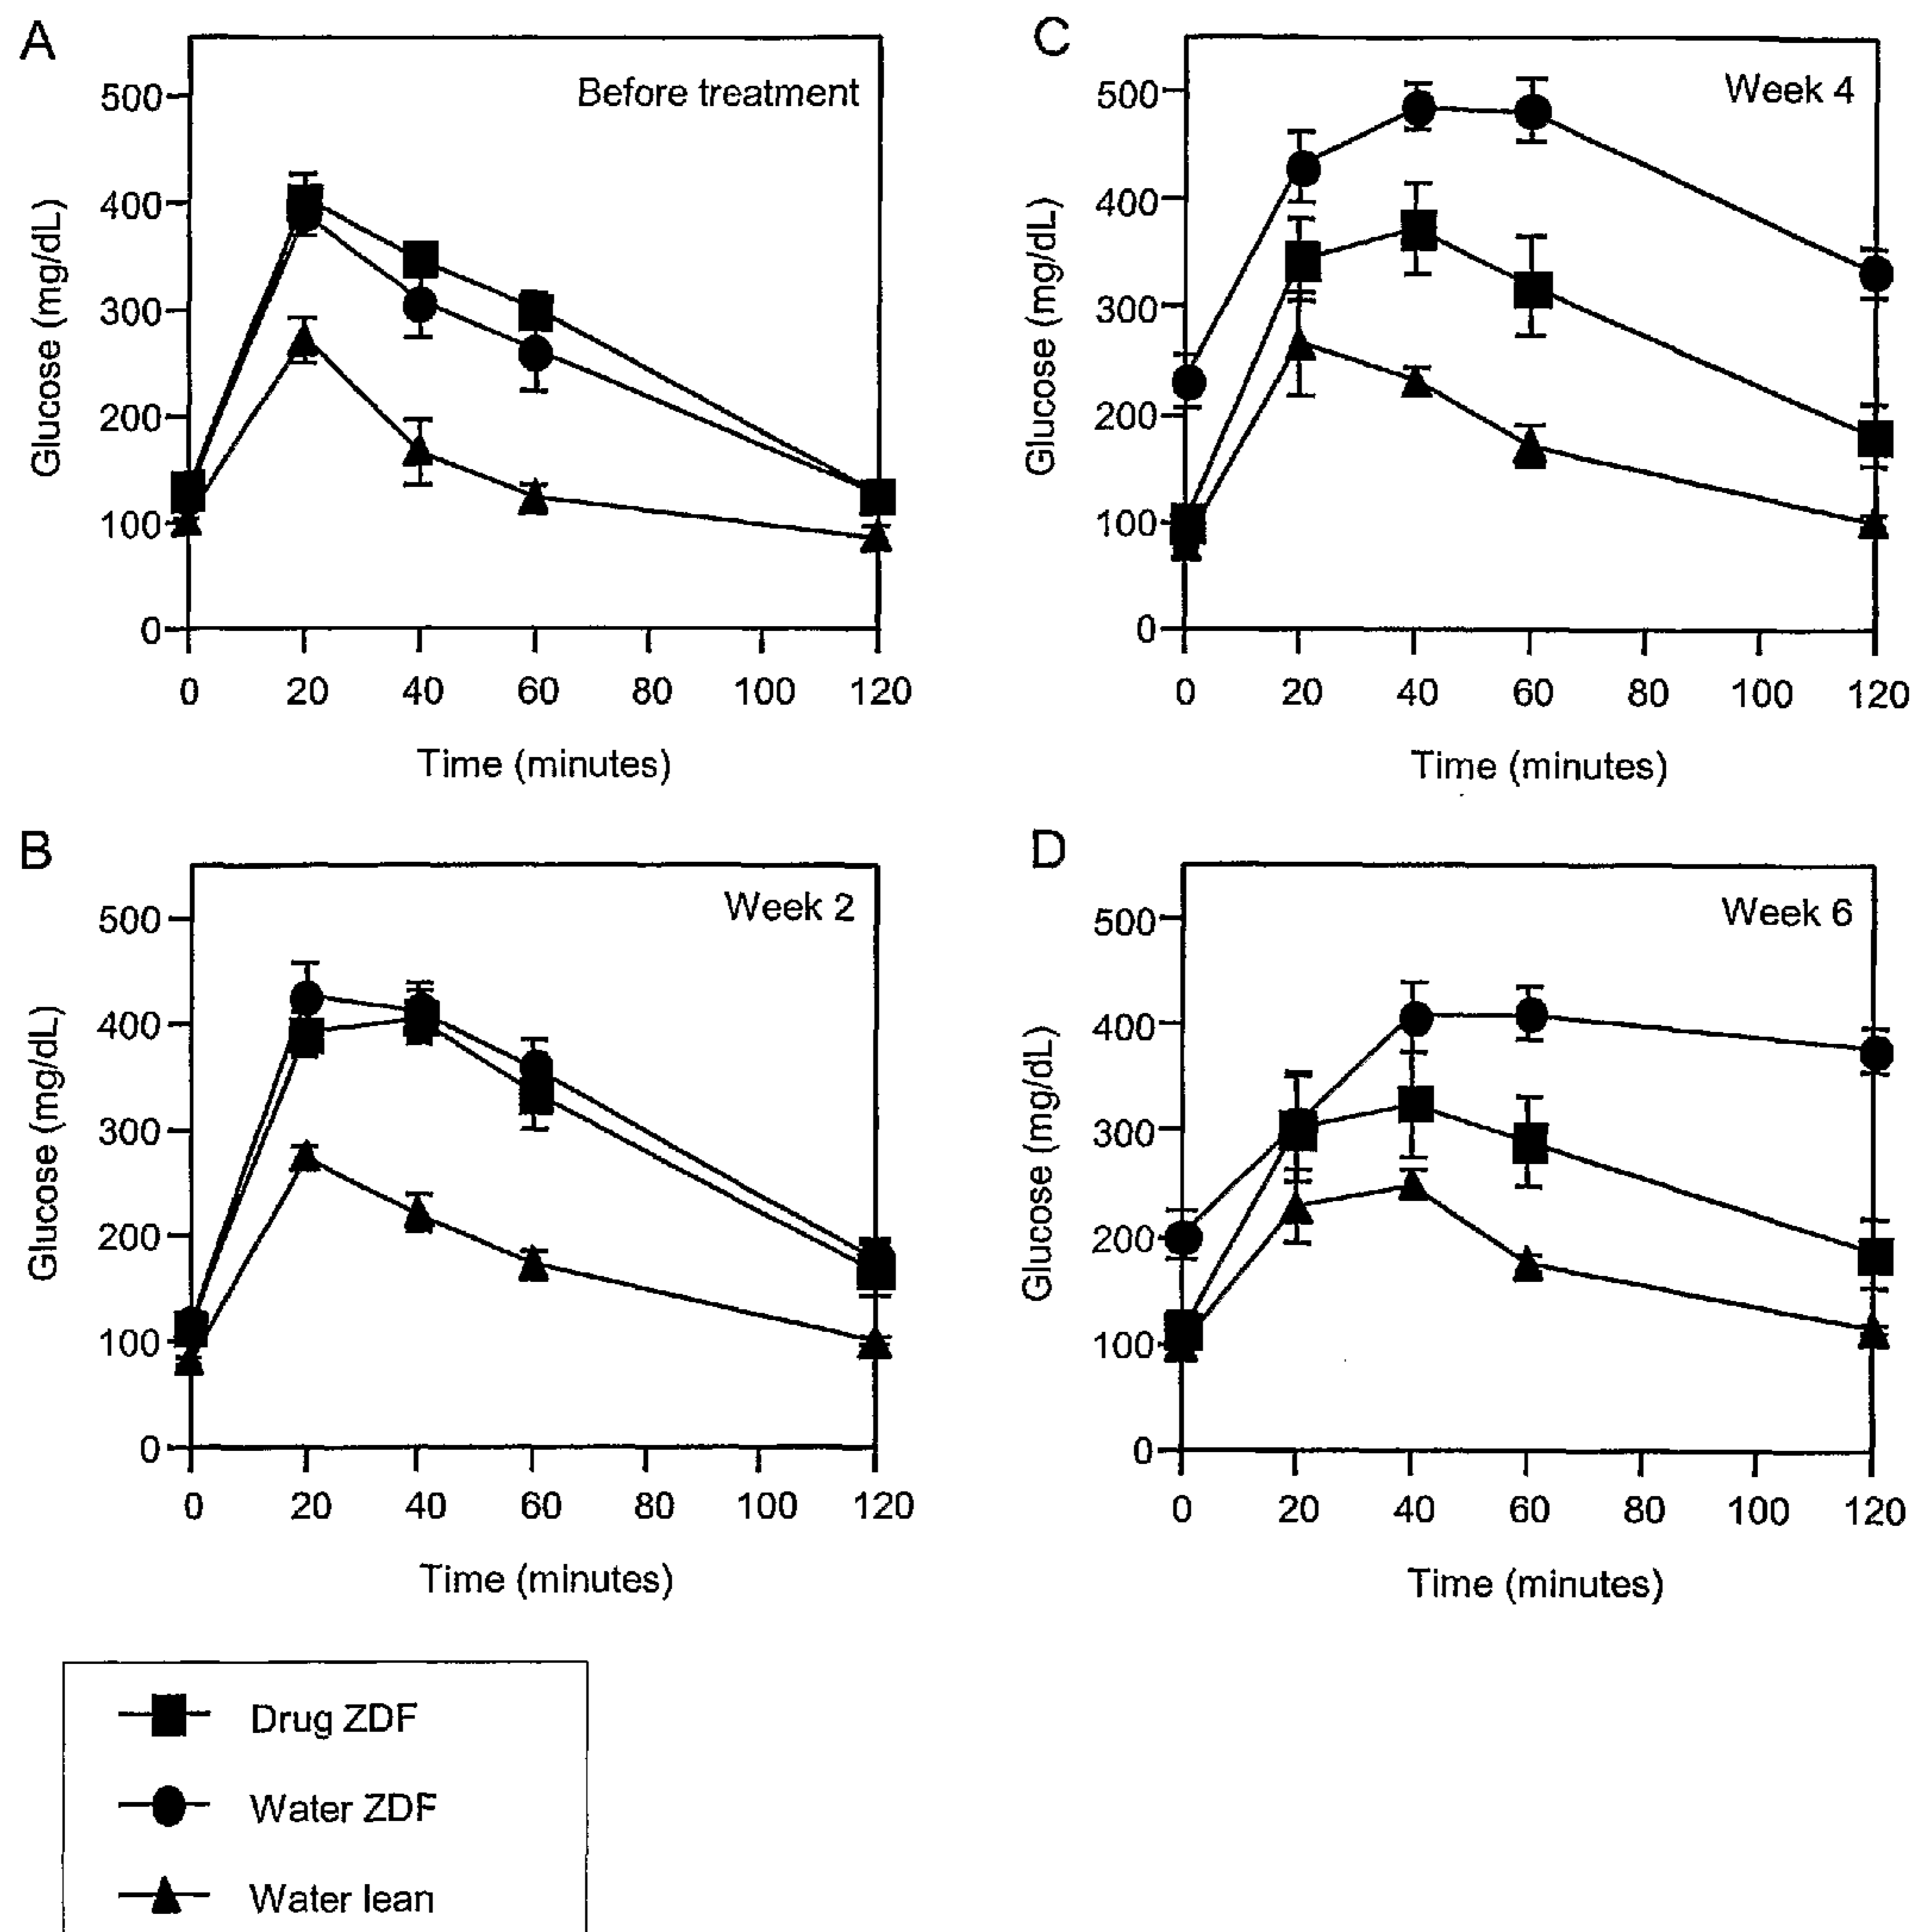 A
Before treatment
Glucose (mg/dL)
500
400
300
200
100
0
0 20 40 60 80 100 120
Time (minutes)
C
Week 4
Glucose (mg/dL)
500
400
300
200
100
0
0 20 40 60 80 100 120
Time (minutes)
B
Week 2
Glucose (mg/dL)
500
400
300
200
100
0
0 20 40 60 80 100 120
Time (minutes)
D
Week 6
Glucose (mg/dL)
500
400
300
200
100
0
0 20 40 60 80 100 120
Time (minutes)
Drug ZDF
Water ZDF
Water lean